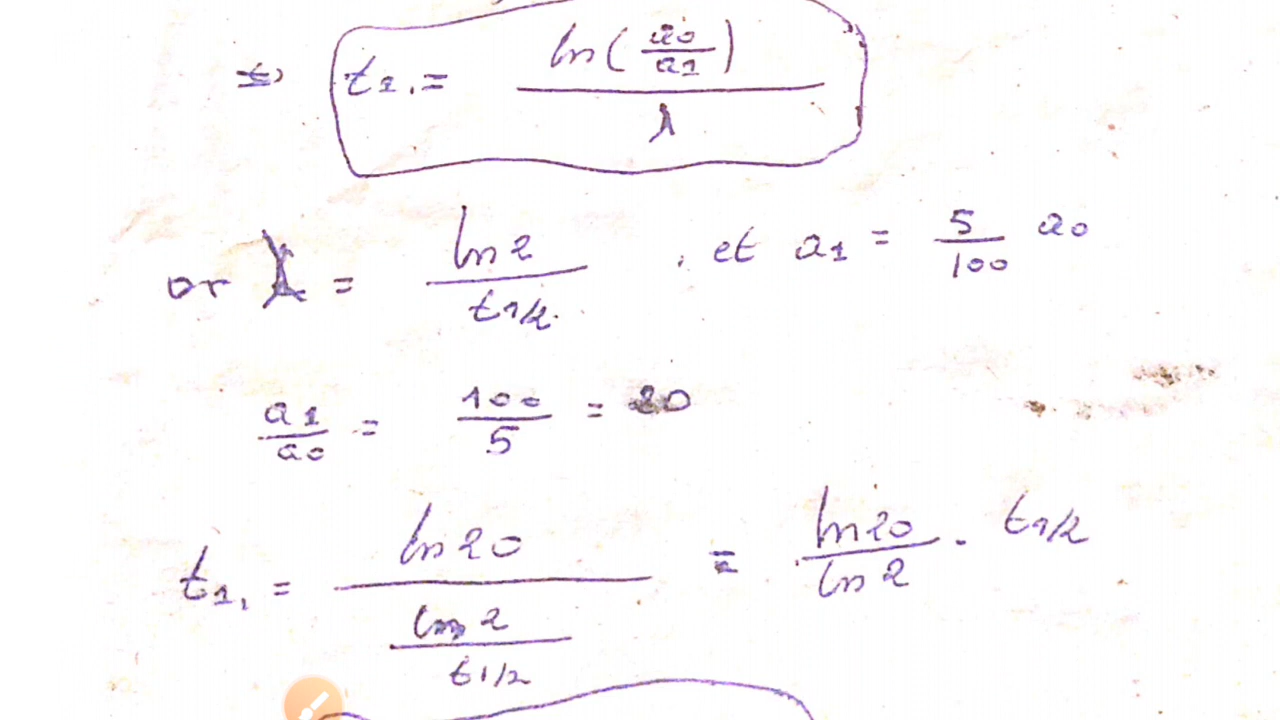 => t1 = ln(a0/a1) / λ
or λ = ln2 / t1/2 , et a1 = 5/100 a0
a1/a0 = 100/5 = 20
t1 = ln20 / (ln2 / t1/2) = ln20/ln2 . t1/2